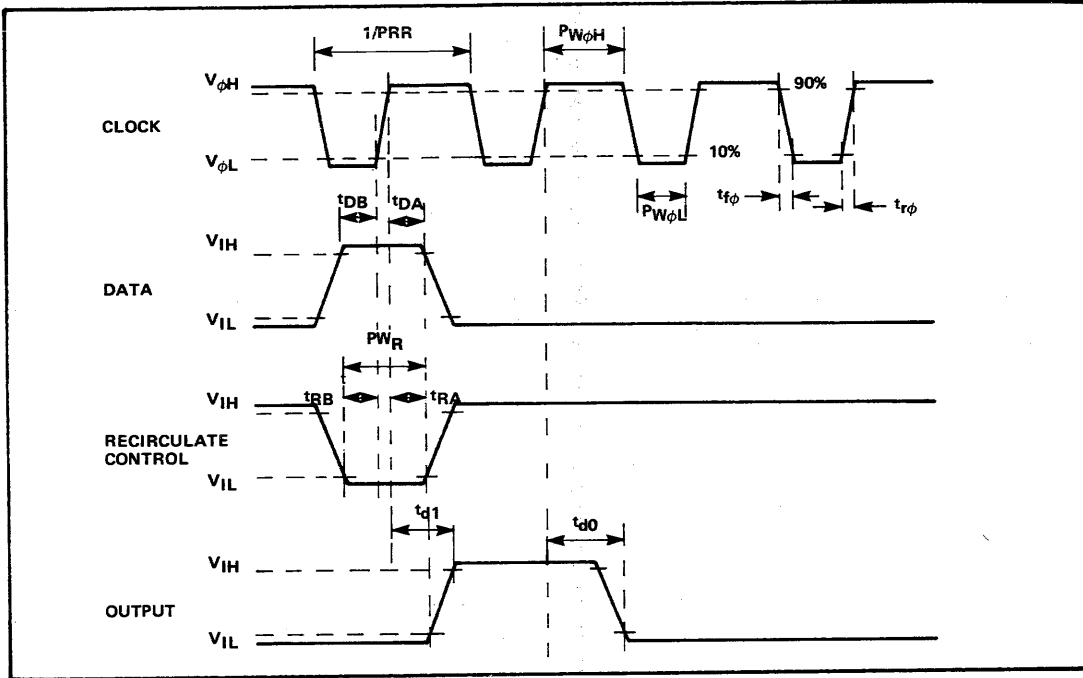 1/PRR
PWφH
VφH
90%
CLOCK
VφL
10%
tDB
tDA
PWφL
tfφ
trφ
VIH
DATA
VIL
PWR
VIH
tRB
tRA
RECIRCULATE
CONTROL
VIL
td1
td0
VIH
OUTPUT
VIL